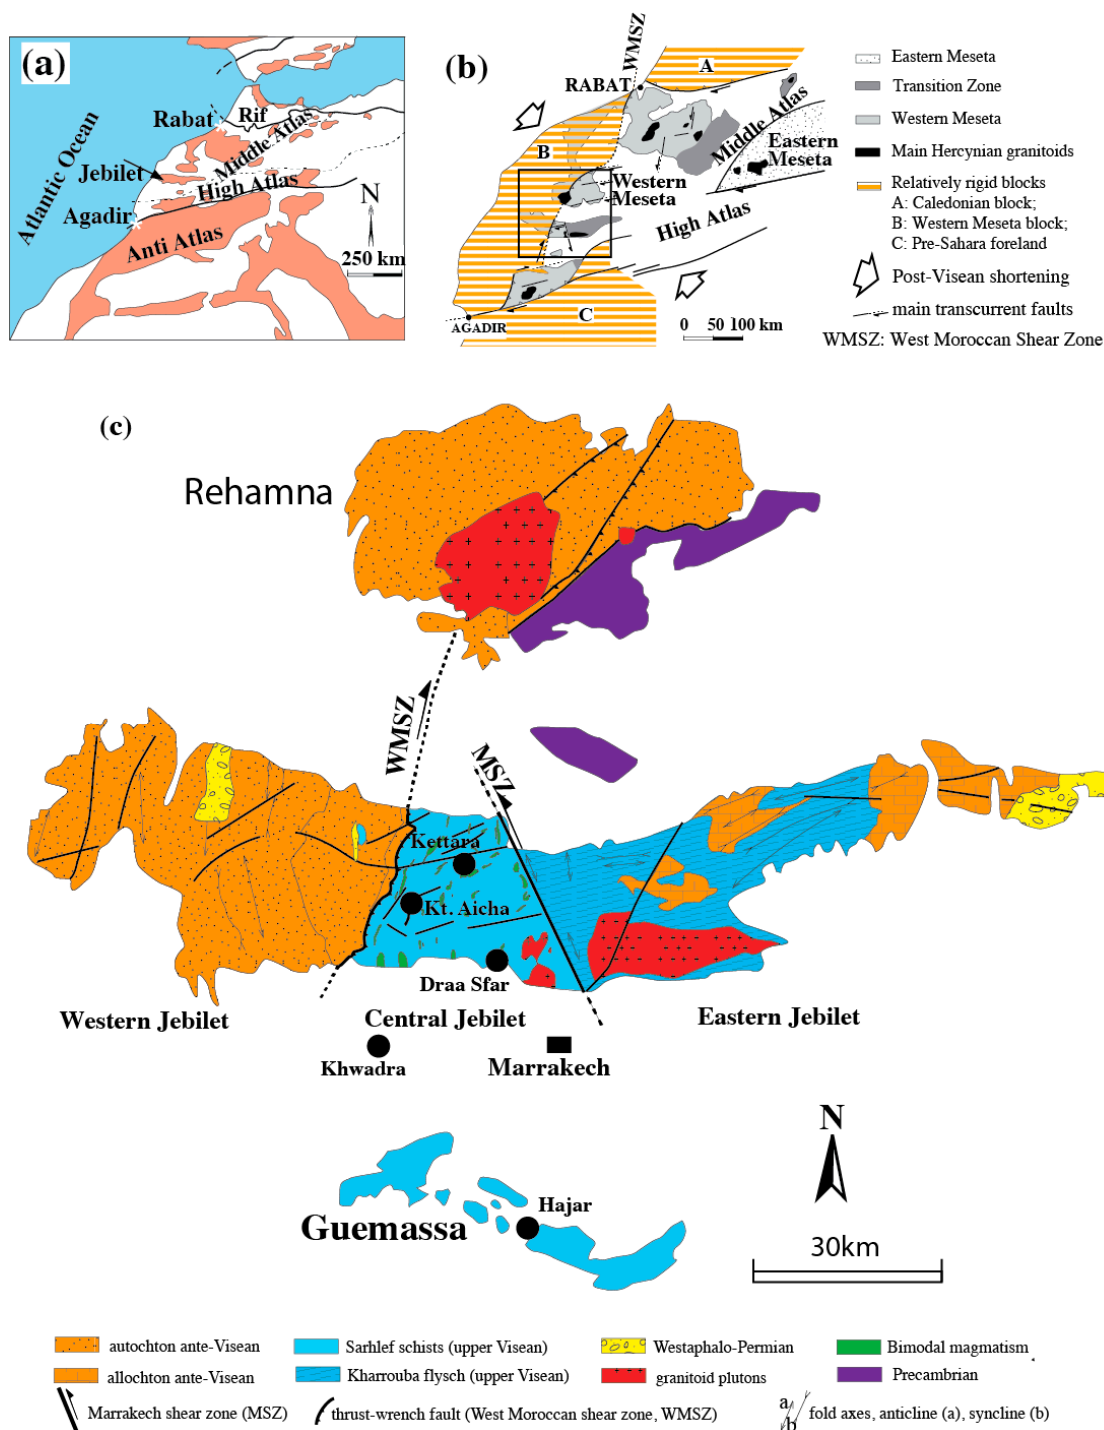 (a)
Rabat
Rif
Middle Atlas
Atlantic Ocean
Jebilet
High Atlas
N
Agadir
Anti Atlas
250 km
(b)
WMSZ
RABAT
A
Middle Atlas
B
Eastern
Meseta
Western
Meseta
High Atlas
C
AGADIR
0 50 100 km
Eastern Meseta
Transition Zone
Western Meseta
Main Hercynian granitoids
Relatively rigid blocks
A: Caledonian block;
B: Western Meseta block;
C: Pre-Sahara foreland
Post-Visean shortening
main transcurrent faults
WMSZ: West Moroccan Shear Zone
(c)
Rehamna
WMSZ
MSZ
Kettara
Kt. Aicha
Draa Sfar
Western Jebilet
Central Jebilet
Eastern Jebilet
Khwadra
Marrakech
N
Hajar
Guemassa
30km
autochton ante-Visean
Sarhlef schists (upper Visean)
Westaphalo-Permian
Bimodal magmatism
allochton ante-Visean
Kharrouba flysch (upper Visean)
granitoid plutons
Precambrian
Marrakech shear zone (MSZ)
thrust-wrench fault (West Moroccan shear zone, WMSZ)
a
b
fold axes, anticline (a), syncline (b)